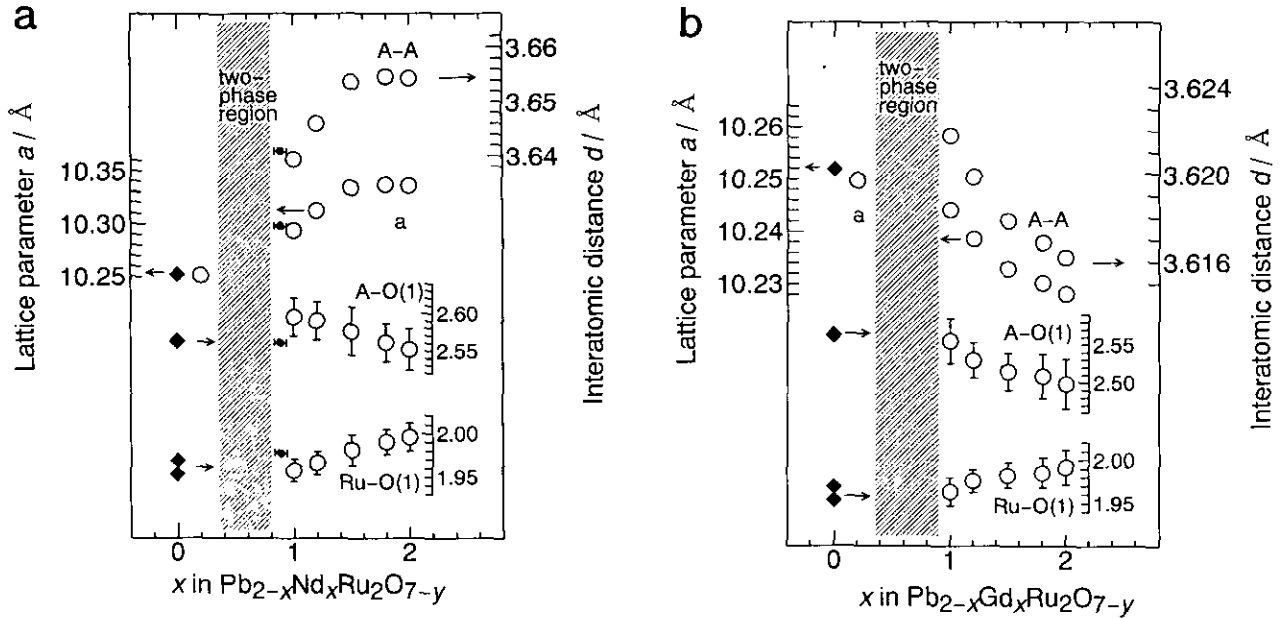 a
A–A
two–
phase
region
Lattice parameter a / Å
10.35
10.30
10.25
3.66
3.65
3.64
Interatomic distance d / Å
a
A–O(1)
2.60
2.55
2.00
Ru–O(1)
1.95
0
1
2
x in Pb2–xNdxRu2O7–y
b
two–
phase
region
Lattice parameter a / Å
10.26
10.25
10.24
10.23
3.624
3.620
3.616
Interatomic distance d / Å
a
A–A
A–O(1)
2.55
2.50
2.00
Ru–O(1)
1.95
0
1
2
x in Pb2–xGdxRu2O7–y